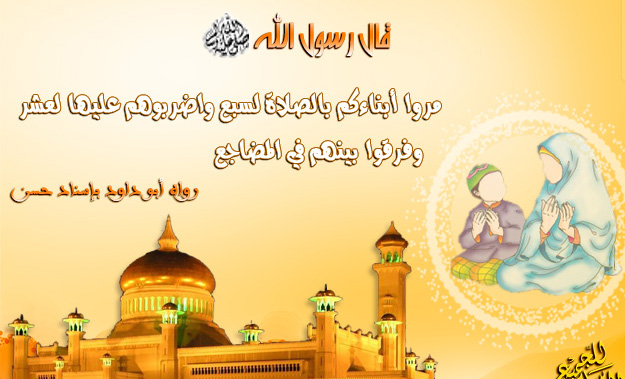 قال رسول الله صلى الله عليه وسلم
مروا أبناءكم بالصلاة لسبع واضربوهم عليها لعشر
وفرقوا بينهم في المضاجع
رواه أبو داود بإسناد حسن